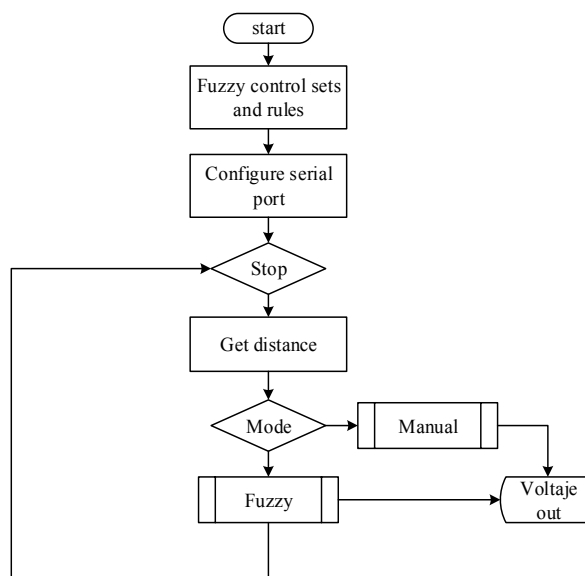 start
Fuzzy control sets
and rules
Configure serial
port
Stop
Get distance
Mode
Manual
Fuzzy
Voltaje
out